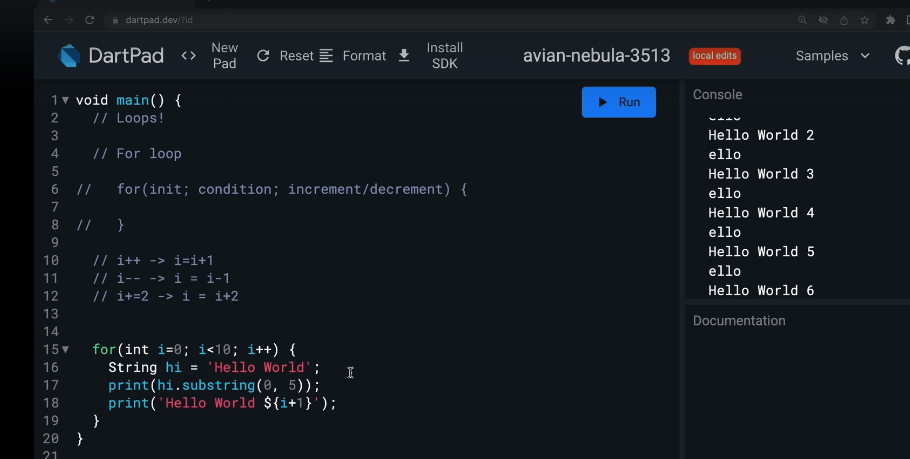 dartpad.dev/?id
DartPad
<> New Pad
Reset
Format
Install SDK
avian-nebula-3513
local edits
Samples
1 void main() {
2 // Loops!
3
4 // For loop
5
6 // for(init; condition; increment/decrement) {
7
8 // }
9
10 // i++ -> i=i+1
11 // i-- -> i = i-1
12 // i+=2 -> i = i+2
13
14
15 for(int i=0; i<10; i++) {
16 String hi = 'Hello World';
17 print(hi.substring(0, 5));
18 print('Hello World ${i+1}');
19 }
20 }
21
Run
Console
ello
Hello World 2
ello
Hello World 3
ello
Hello World 4
ello
Hello World 5
ello
Hello World 6
Documentation